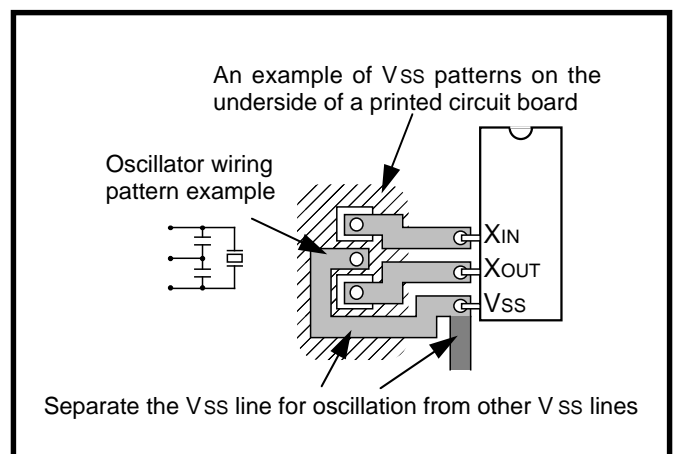 An example of VSS patterns on the
underside of a printed circuit board
Oscillator wiring
pattern example
XIN
XOUT
VSS
Separate the VSS line for oscillation from other VSS lines